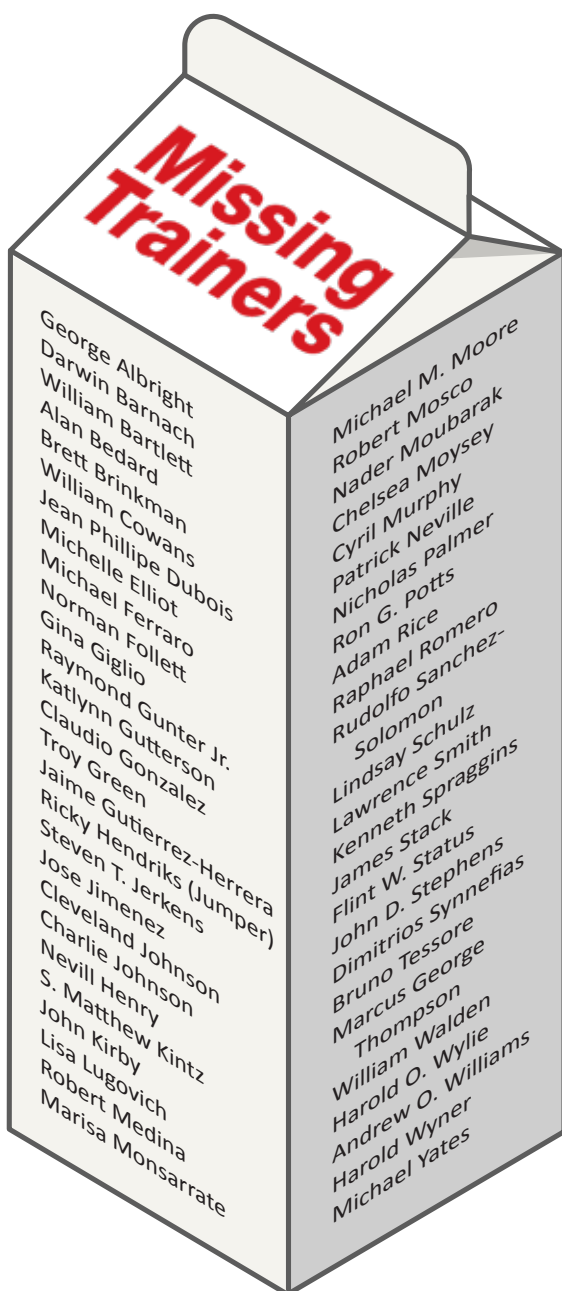 Missing
Trainers
George Albright
Darwin Barnach
William Bartlett
Alan Bedard
Brett Brinkman
William Cowans
Jean Phillipe Dubois
Michelle Elliot
Michael Ferraro
Norman Follett
Gina Giglio
Raymond Gunter Jr.
Katlynn Gutterson
Claudio Gonzalez
Troy Green
Jaime Gutierrez-Herrera
Ricky Hendriks (Jumper)
Steven T. Jerkens
Jose Jimenez
Cleveland Johnson
Charlie Johnson
Nevill Henry
S. Matthew Kintz
John Kirby
Lisa Lugovich
Robert Medina
Marisa Monsarrate
Michael M. Moore
Robert Mosco
Nader Moubarak
Chelsea Moysey
Cyril Murphy
Patrick Neville
Nicholas Palmer
Ron G. Potts
Adam Rice
Raphael Romero
Rudolfo Sanchez-
Solomon
Lindsay Schulz
Lawrence Smith
Kenneth Spraggins
James Stack
Flint W. Status
John D. Stephens
Dimitrios Synnefias
Bruno Tessore
Marcus George
Thompson
William Walden
Harold O. Wylie
Andrew O. Williams
Harold Wyner
Michael Yates